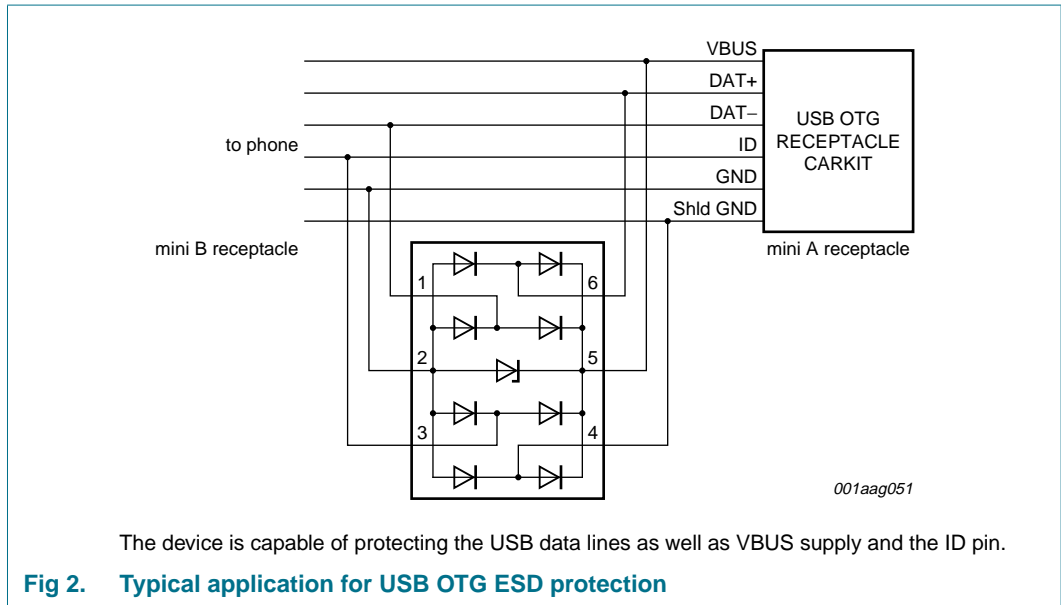 VBUS
DAT+
DAT−
to phone
ID
GND
Shld GND
USB OTG
RECEPTACLE
CARKIT
mini B receptacle
mini A receptacle
1
6
2
5
3
4
001aag051
The device is capable of protecting the USB data lines as well as VBUS supply and the ID pin.
Fig 2. Typical application for USB OTG ESD protection